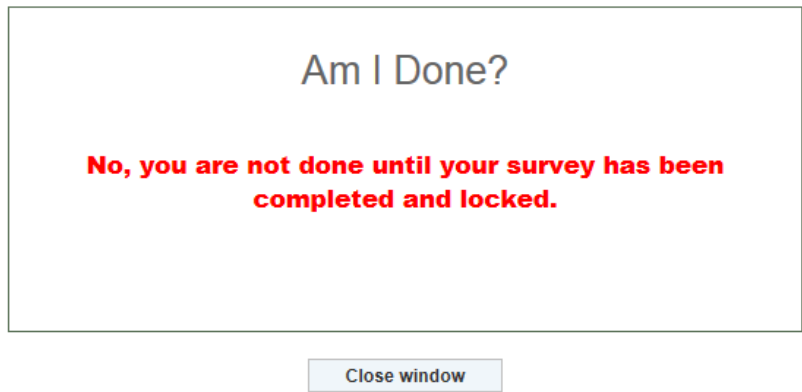 Am I Done?
No, you are not done until your survey has been
completed and locked.
Close window